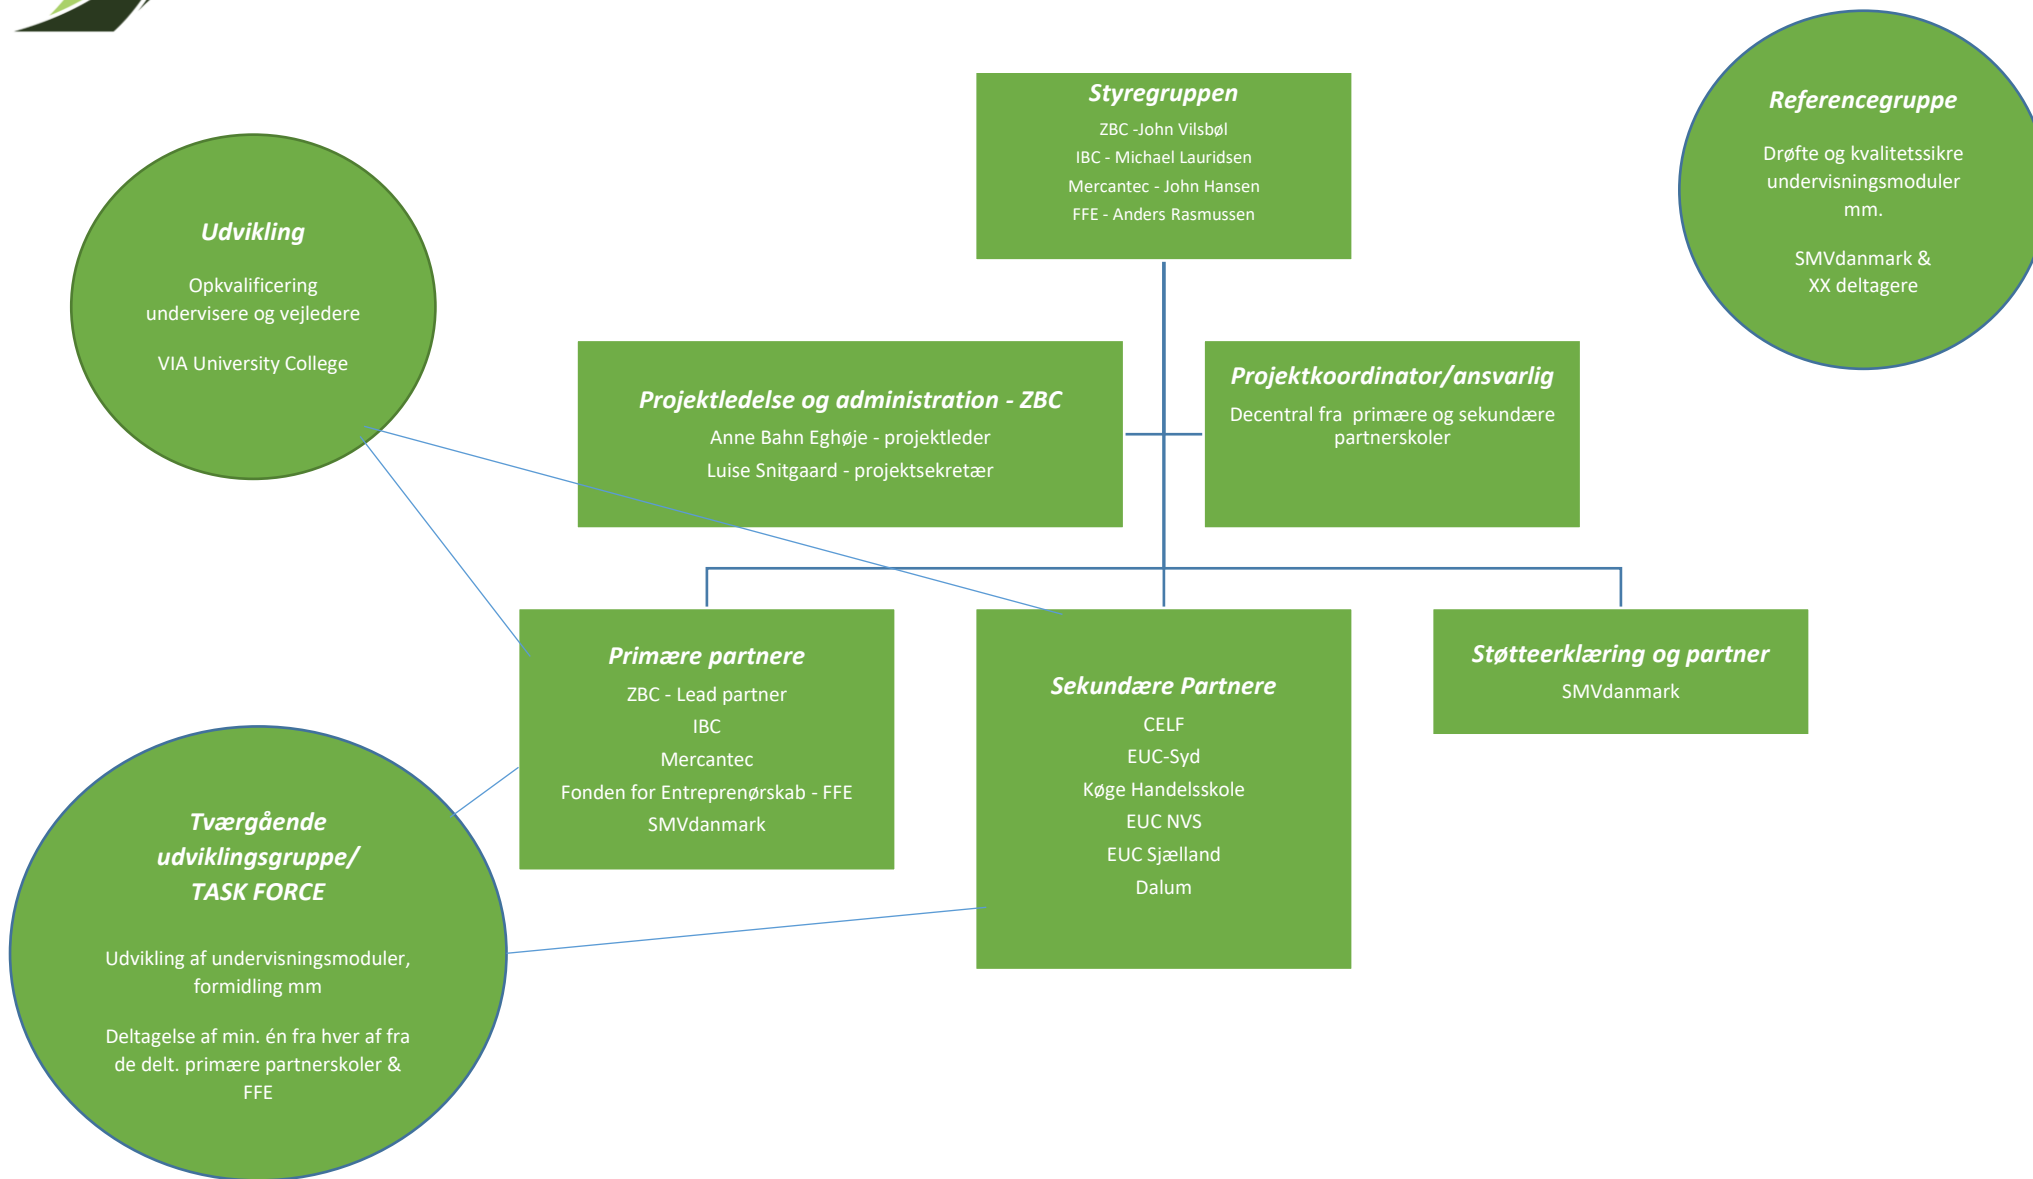 Styregruppen
ZBC -John Vilsbøl
IBC - Michael Lauridsen
Mercantec - John Hansen
FFE - Anders Rasmussen
Referencegruppe
Drøfte og kvalitetssikre
undervisningsmoduler
mm.
SMVdanmark &
XX deltagere
Udvikling
Opkvalificering
undervisere og vejledere
VIA University College
Projektledelse og administration - ZBC
Anne Bahn Eghøje - projektleder
Luise Snitgaard - projektsekretær
Projektkoordinator/ansvarlig
Decentral fra  primære og sekundære
partnerskoler
Primære partnere
ZBC - Lead partner
IBC
Mercantec
Fonden for Entreprenørskab - FFE
SMVdanmark
Sekundære Partnere
CELF
EUC-Syd
Køge Handelsskole
EUC NVS
EUC Sjælland
Dalum
Støtteerklæring og partner
SMVdanmark
Tværgående
udviklingsgruppe/
TASK FORCE
Udvikling af undervisningsmoduler,
formidling mm
Deltagelse af min. én fra hver af fra
de delt. primære partnerskoler &
FFE